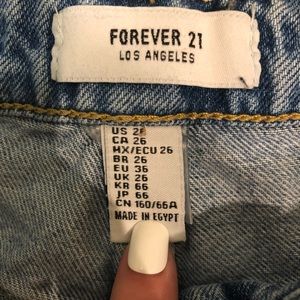 FOREVER 21
LOS ANGELES
US 26
CA 26
MX/ECU 26
BR 26
EU 36
UK 26
KR 66
JP 66
CN 160/66A
MADE IN EGYPT